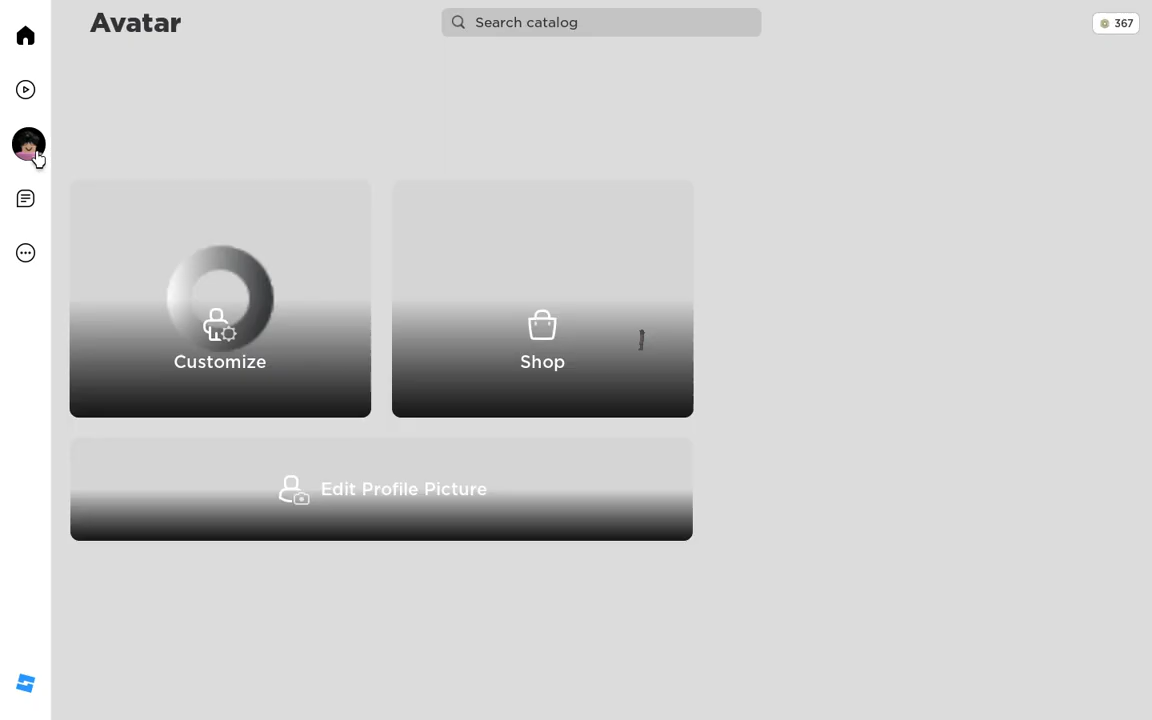 Avatar
Search catalog
367
Customize
Shop
Edit Profile Picture